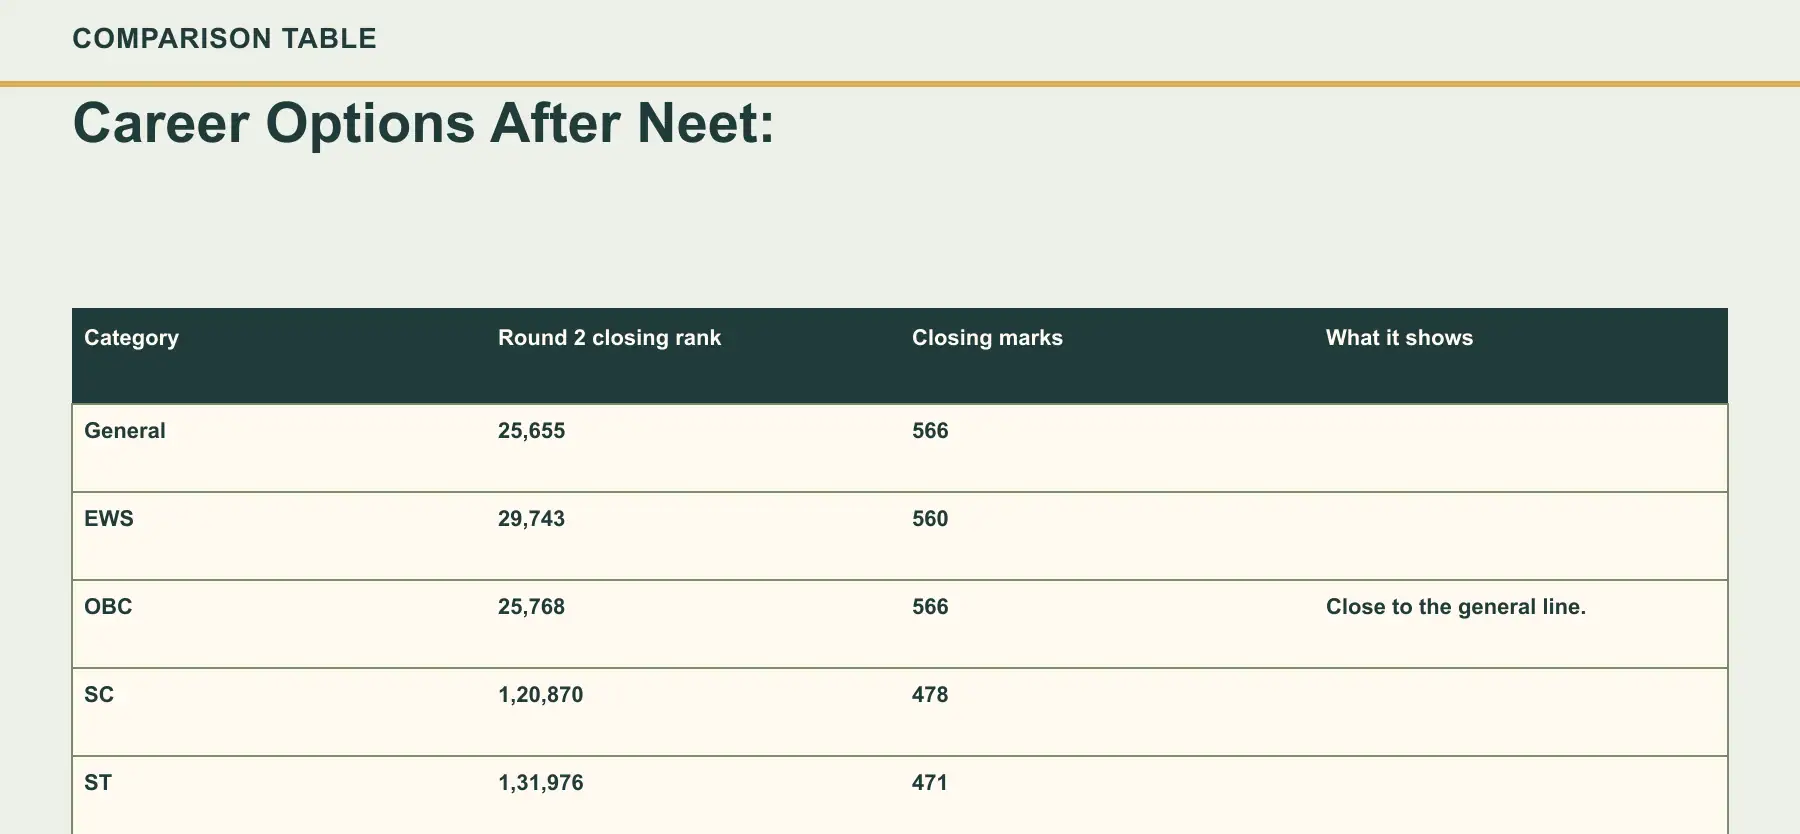 COMPARISON TABLE
Career Options After Neet:
Category Round 2 closing rank Closing marks What it shows
General 25,655 566
EWS 29,743 560
OBC 25,768 566 Close to the general line.
SC 1,20,870 478
ST 1,31,976 471